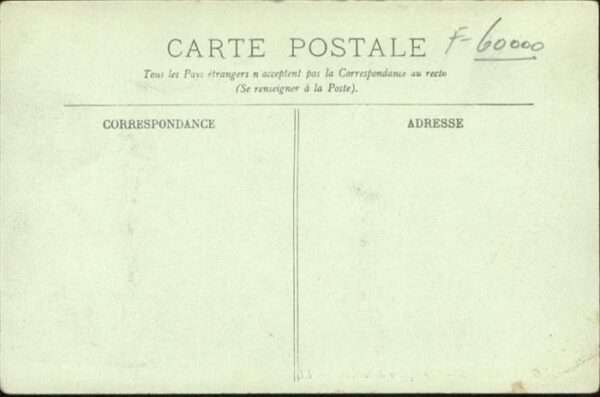 CARTE POSTALE F-60000
Tous les Pays étrangers n acceptent pas la Correspondance au recto
(Se renseigner à la Poste).
CORRESPONDANCE ADRESSE